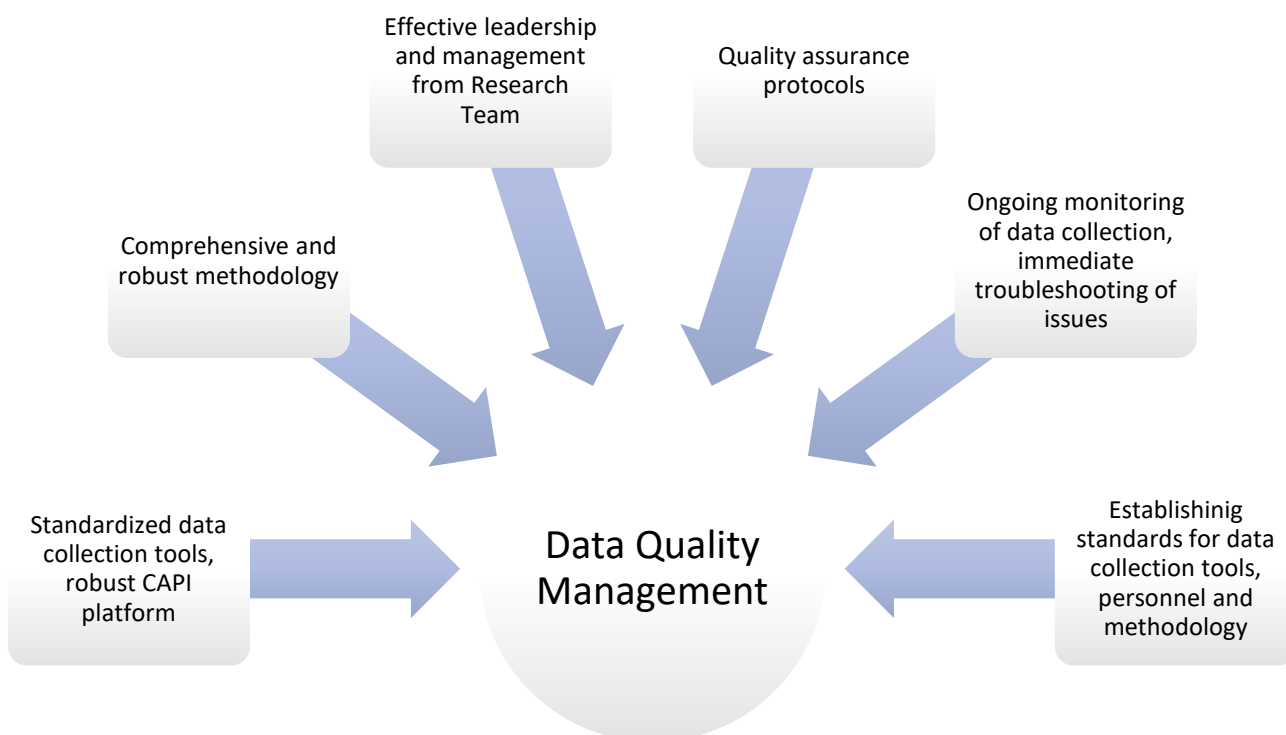 Effective leadership
and management
from Research
Team
Quality assurance
protocols
Comprehensive and
robust methodology
Ongoing monitoring
of data collection,
immediate
troubleshooting of
issues
Standardized data
collection tools,
robust CAPI
platform
Data Quality
Management
Establishinig
standards for data
collection tools,
personnel and
methodology